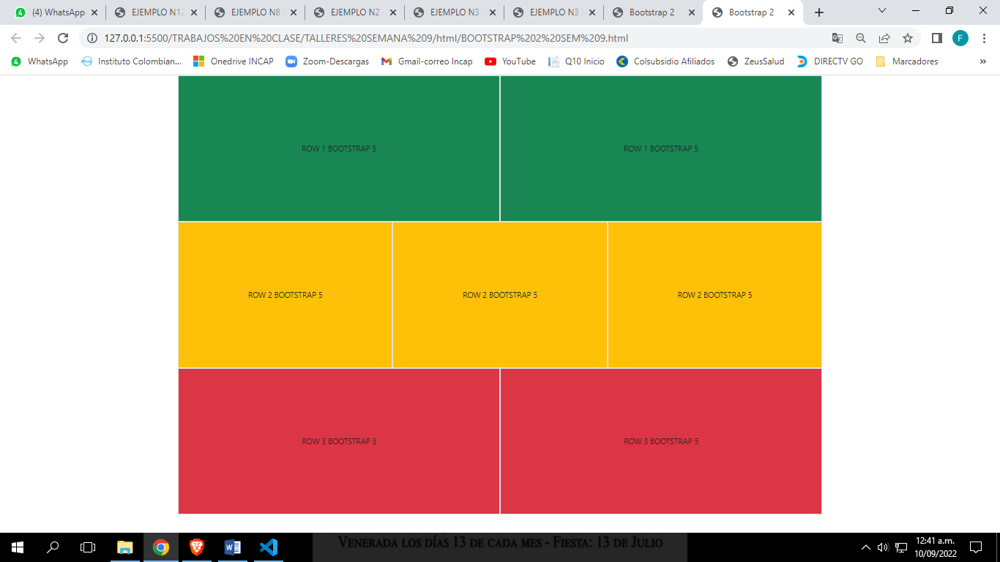 (4) WhatsApp
EJEMPLO N12
EJEMPLO N8
EJEMPLO N2
EJEMPLO N3
EJEMPLO N3
Bootstrap 2
Bootstrap 2
127.0.0.1:5500/TRABAJOS%20EN%20CLASE/TALLERES%20SEMANA%209/html/BOOTSTRAP%202%20SEM%209.html
F
4 WhatsApp
Instituto Colombian...
Onedrive INCAP
Zoom-Descargas
Gmail-correo Incap
YouTube
Q10 Inicio
Colsubsidio Afiliados
ZeusSalud
DIRECTV GO
Marcadores
»
ROW 1 BOOTSTRAP 5
ROW 1 BOOTSTRAP 5
ROW 2 BOOTSTRAP 5
ROW 2 BOOTSTRAP 5
ROW 2 BOOTSTRAP 5
ROW 3 BOOTSTRAP 5
ROW 3 BOOTSTRAP 5
Venerada los días 13 de cada mes - Fiesta: 13 de Julio
12:41 a.m.
10/09/2022